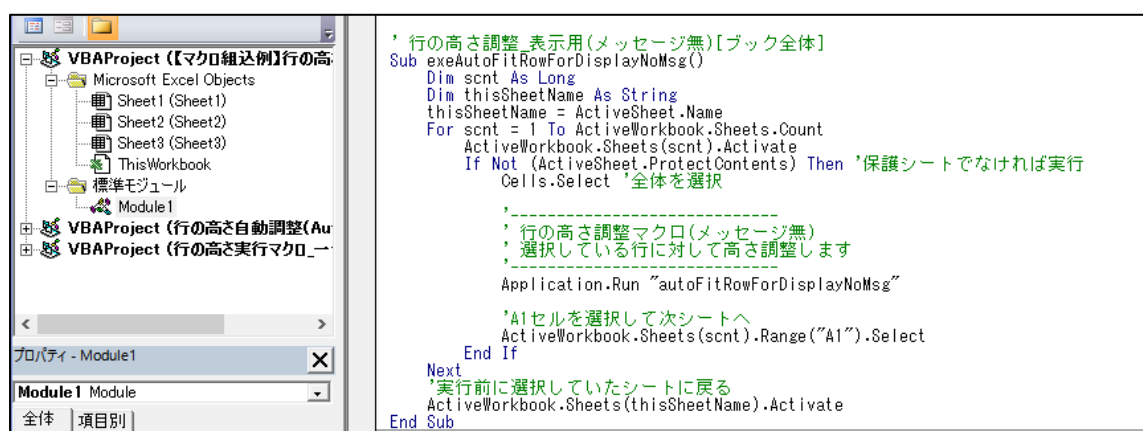 VBAProject (【マクロ組込例】行の高
Microsoft Excel Objects
Sheet1 (Sheet1)
Sheet2 (Sheet2)
Sheet3 (Sheet3)
ThisWorkbook
標準モジュール
Module1
VBAProject (行の高さ自動調整(Au
VBAProject (行の高さ実行マクロ_一
プロパティ - Module1
Module1 Module
全体 項目別
' 行の高さ調整_表示用(メッセージ無)[ブック全体]
Sub exeAutoFitRowForDisplayNoMsg()
Dim scnt As Long
Dim thisSheetName As String
thisSheetName = ActiveSheet.Name
For scnt = 1 To ActiveWorkbook.Sheets.Count
ActiveWorkbook.Sheets(scnt).Activate
If Not (ActiveSheet.ProtectContents) Then '保護シートでなければ実行
Cells.Select '全体を選択
'-----------------------------
' 行の高さ調整マクロ(メッセージ無)
' 選択している行に対して高さ調整します
'-----------------------------
Application.Run "autoFitRowForDisplayNoMsg"
'A1セルを選択して次シートへ
ActiveWorkbook.Sheets(scnt).Range("A1").Select
End If
Next
'実行前に選択していたシートに戻る
ActiveWorkbook.Sheets(thisSheetName).Activate
End Sub